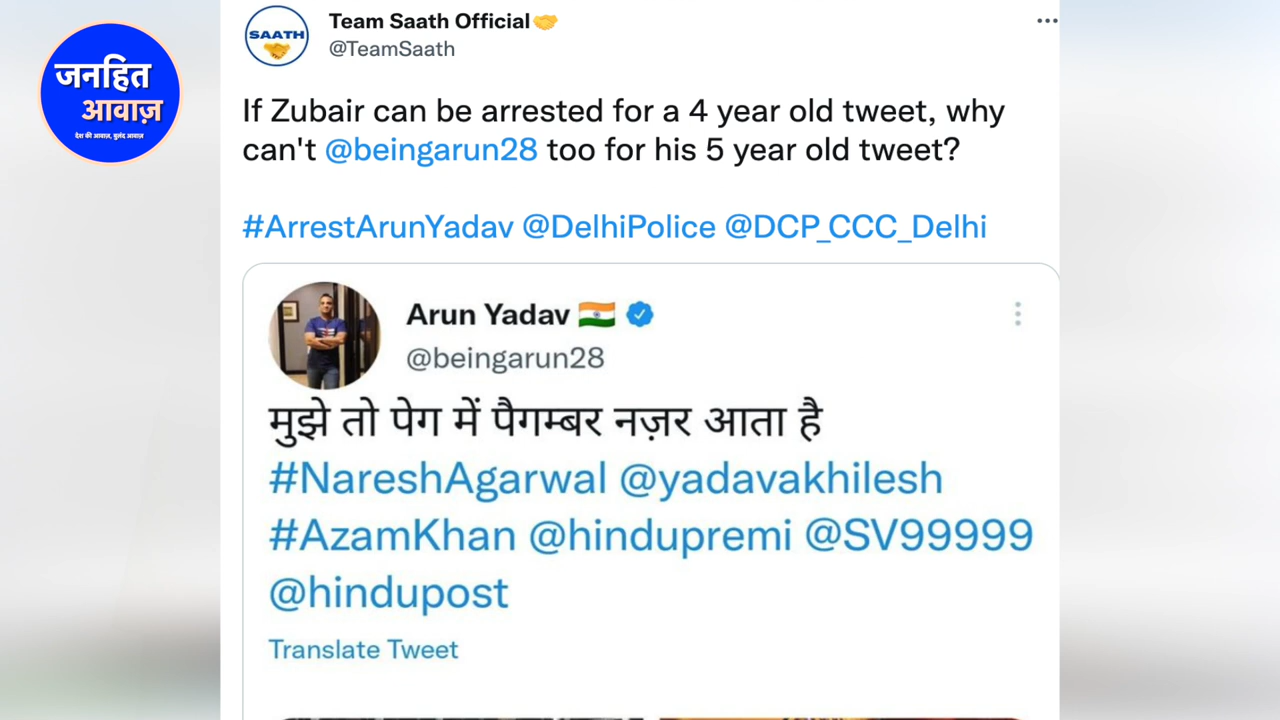 जनहित
आवाज़
देश की आवाज़, बुलंद आवाज़
SAATH
Team Saath Official🤝
@TeamSaath
If Zubair can be arrested for a 4 year old tweet, why
can't @beingarun28 too for his 5 year old tweet?
#ArrestArunYadav @DelhiPolice @DCP_CCC_Delhi
Arun Yadav 🇮🇳
@beingarun28
मुझे तो पेग में पैगम्बर नज़र आता है
#NareshAgarwal @yadavakhilesh
#AzamKhan @hindupremi @SV99999
@hindupost
Translate Tweet